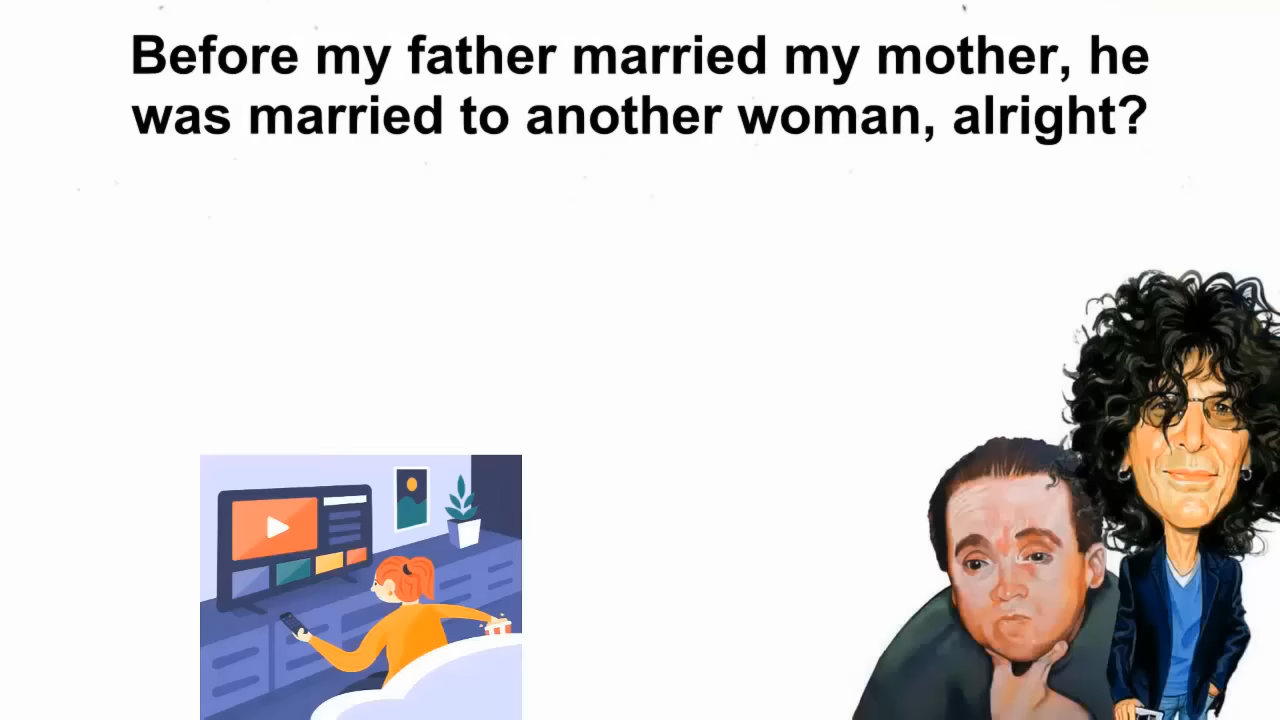 Before my father married my mother, he
was married to another woman, alright?